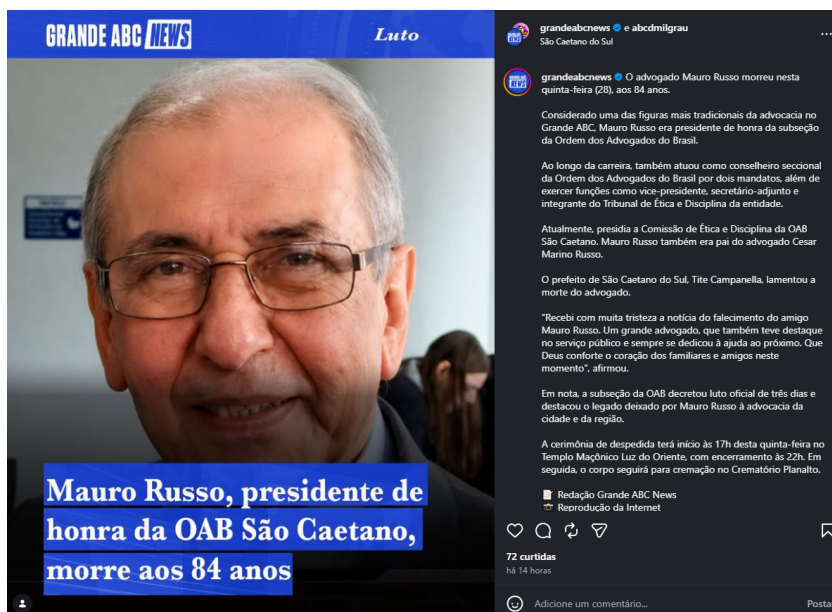 GRANDE ABC NEWS
Luto
Mauro Russo, presidente de
honra da OAB São Caetano,
morre aos 84 anos
grandeabcnews e abcdmilgrau
São Caetano do Sul
grandeabcnews O advogado Mauro Russo morreu nesta
quinta-feira (28), aos 84 anos.
Considerado uma das figuras mais tradicionais da advocacia no
Grande ABC, Mauro Russo era presidente de honra da subseção
da Ordem dos Advogados do Brasil.
Ao longo da carreira, também atuou como conselheiro seccional
da Ordem dos Advogados do Brasil por dois mandatos, além de
exercer funções como vice-presidente, secretário-adjunto e
integrante do Tribunal de Ética e Disciplina da entidade.
Atualmente, presidia a Comissão de Ética e Disciplina da OAB
São Caetano. Mauro Russo também era pai do advogado Cesar
Marino Russo.
O prefeito de São Caetano do Sul, Tite Campanella, lamentou a
morte do advogado.
"Recebi com muita tristeza a notícia do falecimento do amigo
Mauro Russo. Um grande advogado, que também teve destaque
no serviço público e sempre se dedicou à ajuda ao próximo. Que
Deus conforte o coração dos familiares e amigos neste
momento", afirmou.
Em nota, a subseção da OAB decretou luto oficial de três dias e
destacou o legado deixado por Mauro Russo à advocacia da
cidade e da região.
A cerimônia de despedida terá início às 17h desta quinta-feira no
Templo Maçônico Luz do Oriente, com encerramento às 22h. Em
seguida, o corpo seguirá para cremação no Crematório Planalto.
Redação Grande ABC News
Reprodução da Internet
72 curtidas
há 14 horas
Adicione um comentário...
Posta